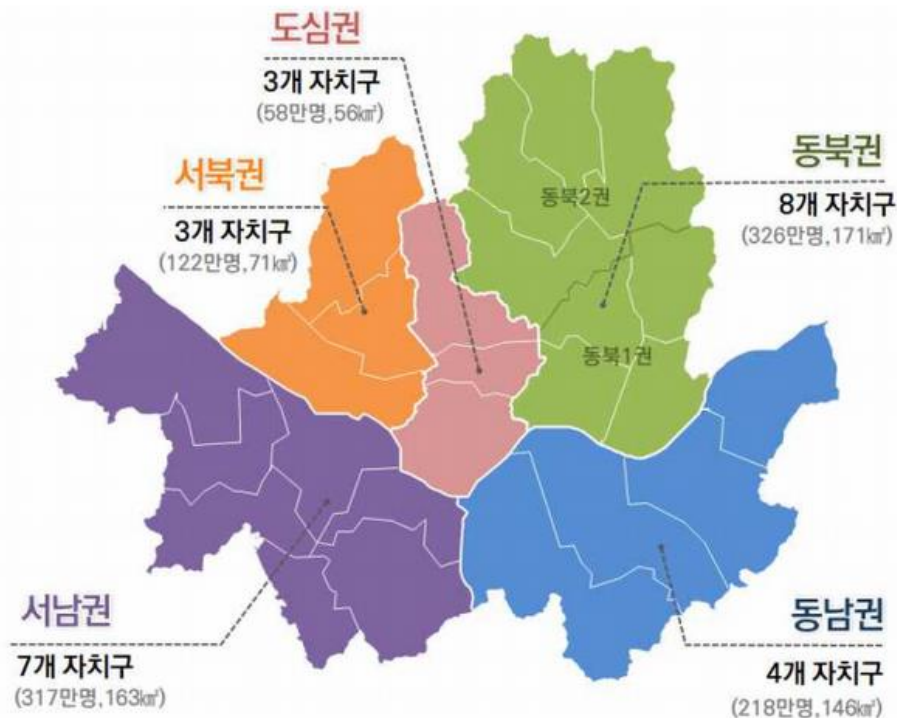 도심권
3개 자치구
(58만명,56㎢)
서북권
3개 자치구
(122만명,71㎢)
동북권
8개 자치구
(326만명,171㎢)
동북2권
동북1권
서남권
7개 자치구
(317만명,163㎢)
동남권
4개 자치구
(218만명,146㎢)